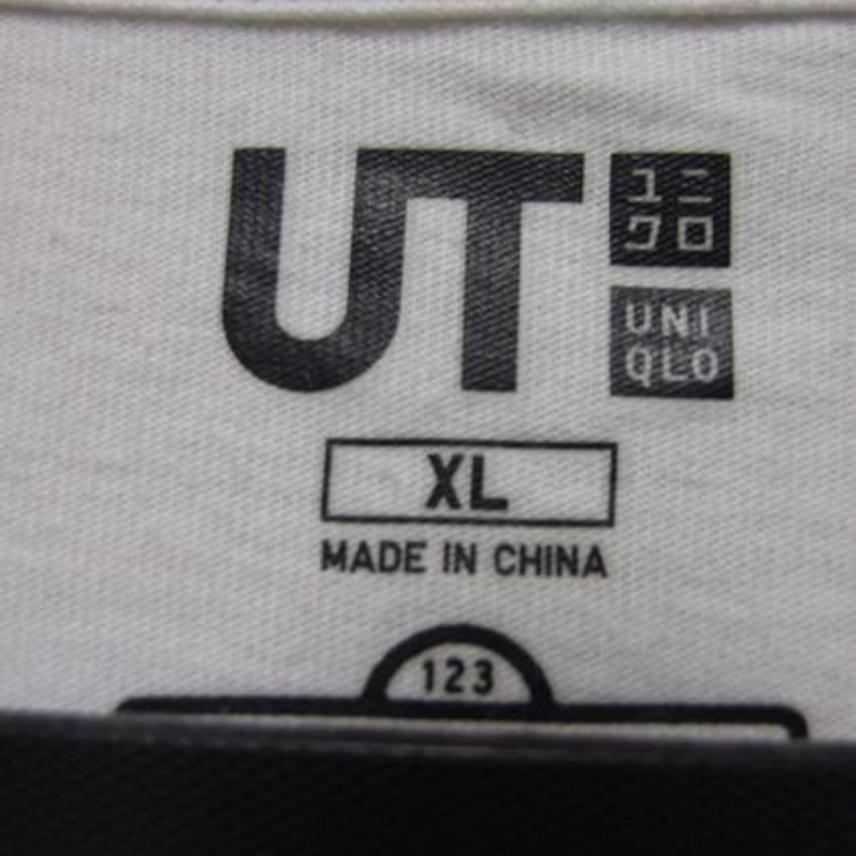 UT
ユニ
クロ
UNI
QLO
XL
MADE IN CHINA
123